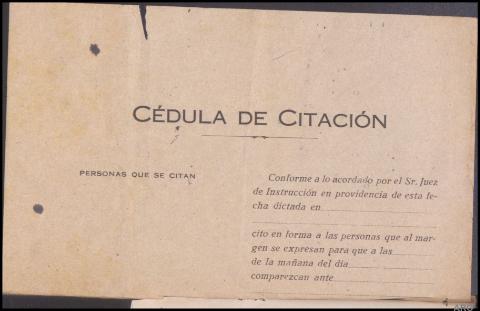 CÉDULA DE CITACIÓN
PERSONAS QUE SE CITAN
Conforme a lo acordado por el Sr. Juez
de Instrucción en providencia de esta fe-
cha dictada en
cito en forma a las personas que al mar-
gen se expresan para que a las
de la mañana del día
comparezcan ante